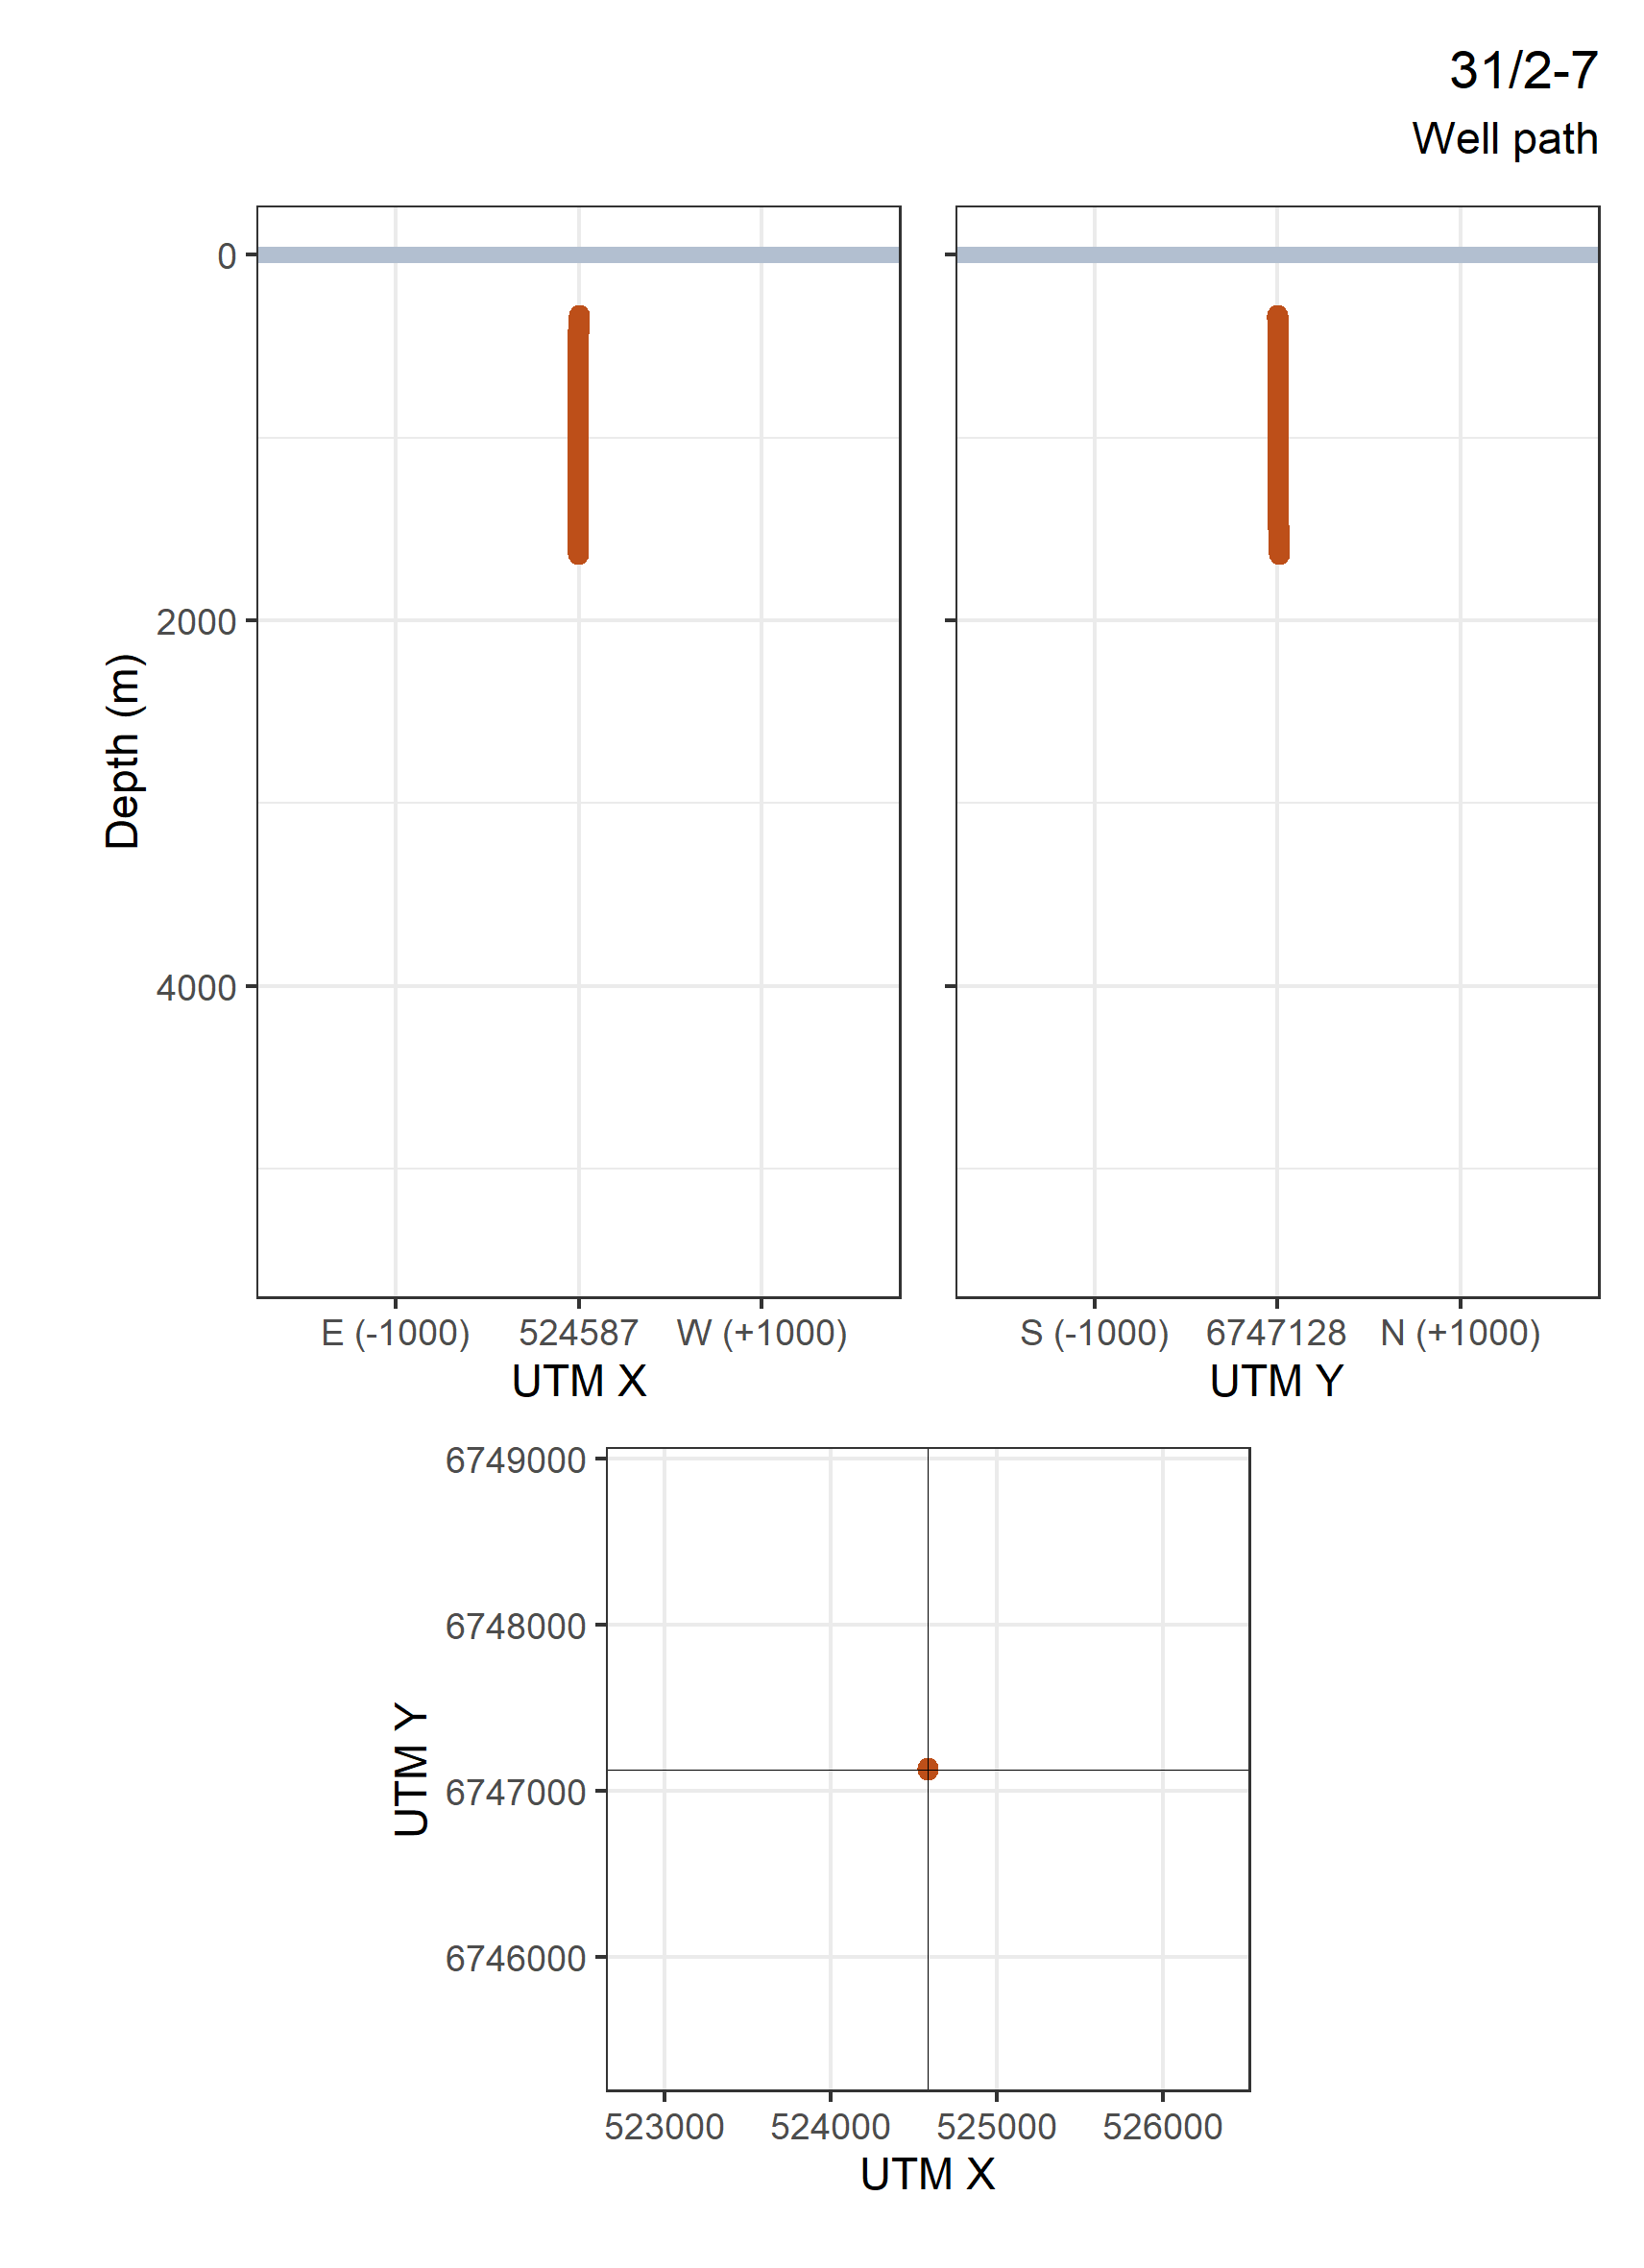 31/2-7
Well path
0
2000
4000
Depth (m)
E (-1000) 524587 W (+1000)
UTM X
S (-1000) 6747128 N (+1000)
UTM Y
6749000
6748000
6747000
6746000
UTM Y
523000 524000 525000 526000
UTM X